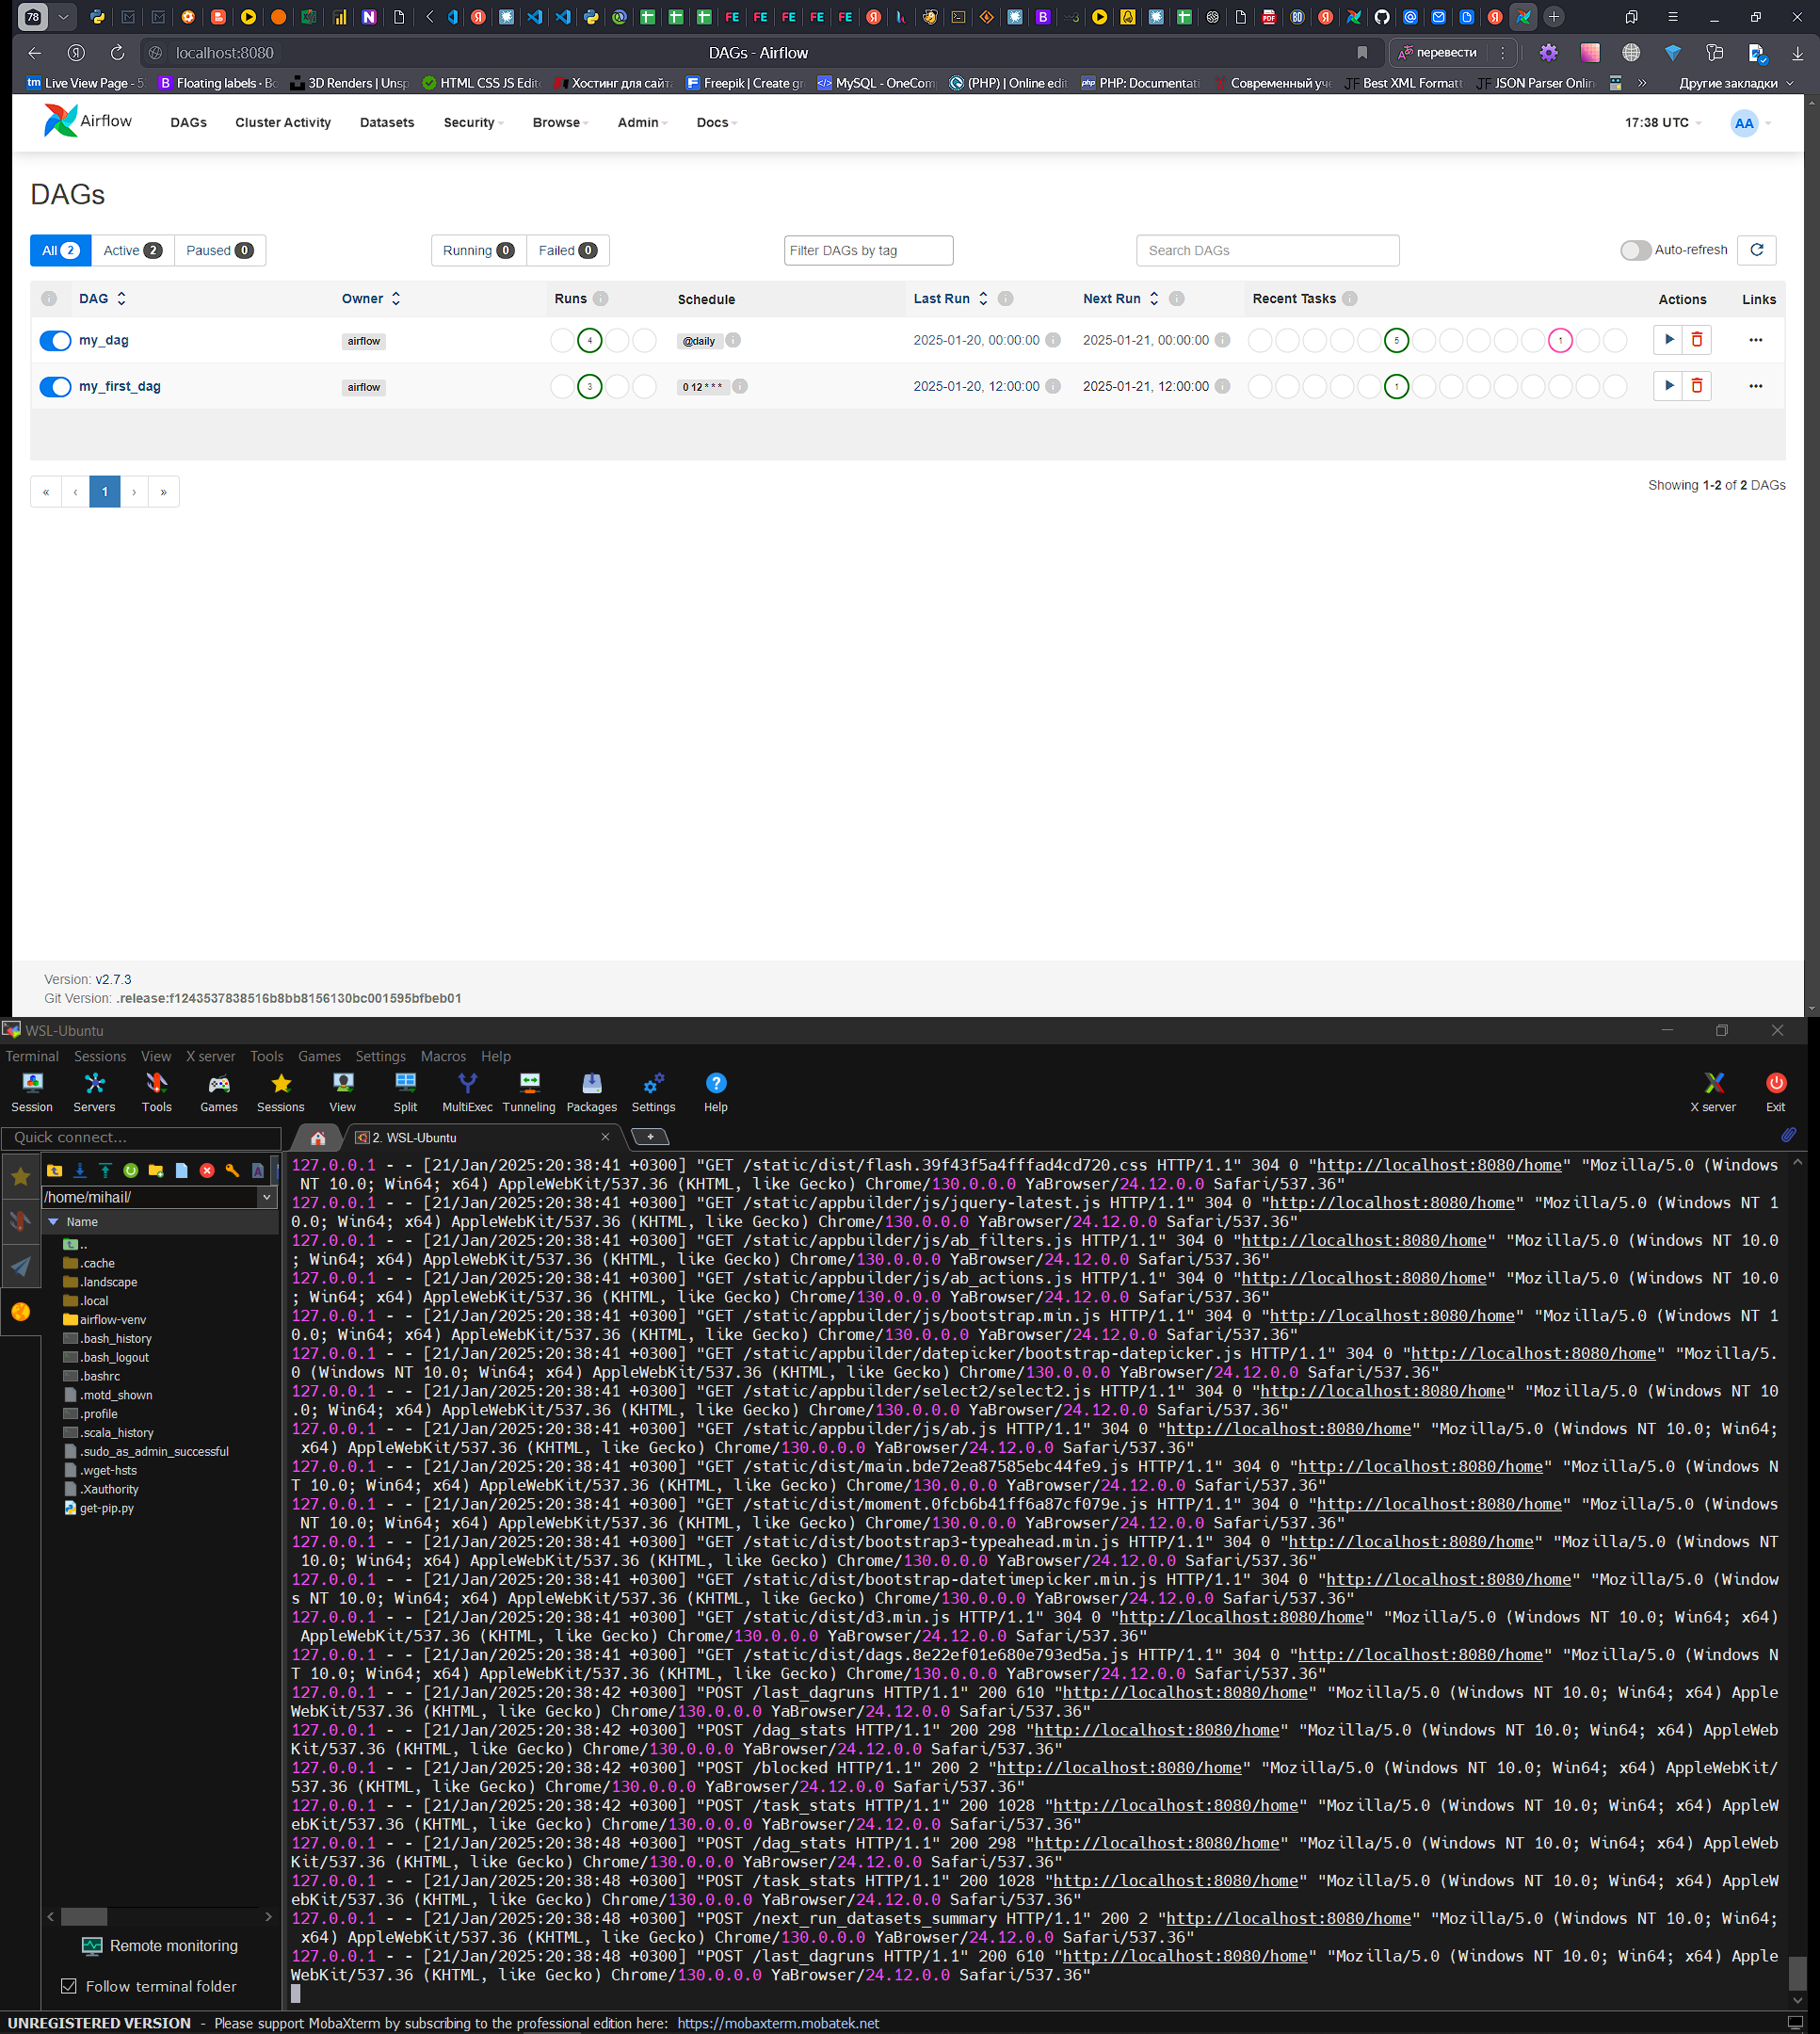 78
FE FE FE FE FE
localhost:8080
DAGs - Airflow
перевести
Live View Page - 5
Floating labels · Bo
3D Renders | Unsp
HTML CSS JS Edit
Хостинг для сайта
Freepik | Create gr
MySQL - OneCom
(PHP) | Online edit
PHP: Documentati
Современный уче
Best XML Formatt
JSON Parser Onlin
Другие закладки
Airflow
DAGs
Cluster Activity
Datasets
Security
Browse
Admin
Docs
17:38 UTC
AA
DAGs
All 2 Active 2 Paused 0
Running 0 Failed 0
Filter DAGs by tag
Search DAGs
Auto-refresh
DAG Owner Runs Schedule Last Run Next Run Recent Tasks Actions Links
my_dag airflow 4 @daily 2025-01-20, 00:00:00 2025-01-21, 00:00:00 5 1 ...
my_first_dag airflow 3 0 12 * * * 2025-01-20, 12:00:00 2025-01-21, 12:00:00 1 ...
« ‹ 1 › »
Showing 1-2 of 2 DAGs
Version: v2.7.3
Git Version: .release:f1243537838516b8bb8156130bc001595bfbeb01
WSL-Ubuntu
Terminal Sessions View X server Tools Games Settings Macros Help
Session Servers Tools Games Sessions View Split MultiExec Tunneling Packages Settings Help
X server Exit
Quick connect...
2. WSL-Ubuntu
/home/mihail/
Name
..
.cache
.landscape
.local
airflow-venv
.bash_history
.bash_logout
.bashrc
.motd_shown
.profile
.scala_history
.sudo_as_admin_successful
.wget-hsts
.Xauthority
get-pip.py
Remote monitoring
Follow terminal folder
127.0.0.1 - - [21/Jan/2025:20:38:41 +0300] "GET /static/dist/flash.39f43f5a4fffad4cd720.css HTTP/1.1" 304 0 "http://localhost:8080/home" "Mozilla/5.0 (Windows
NT 10.0; Win64; x64) AppleWebKit/537.36 (KHTML, like Gecko) Chrome/130.0.0.0 YaBrowser/24.12.0.0 Safari/537.36"
127.0.0.1 - - [21/Jan/2025:20:38:41 +0300] "GET /static/appbuilder/js/jquery-latest.js HTTP/1.1" 304 0 "http://localhost:8080/home" "Mozilla/5.0 (Windows NT 1
0.0; Win64; x64) AppleWebKit/537.36 (KHTML, like Gecko) Chrome/130.0.0.0 YaBrowser/24.12.0.0 Safari/537.36"
127.0.0.1 - - [21/Jan/2025:20:38:41 +0300] "GET /static/appbuilder/js/ab_filters.js HTTP/1.1" 304 0 "http://localhost:8080/home" "Mozilla/5.0 (Windows NT 10.0
; Win64; x64) AppleWebKit/537.36 (KHTML, like Gecko) Chrome/130.0.0.0 YaBrowser/24.12.0.0 Safari/537.36"
127.0.0.1 - - [21/Jan/2025:20:38:41 +0300] "GET /static/appbuilder/js/ab_actions.js HTTP/1.1" 304 0 "http://localhost:8080/home" "Mozilla/5.0 (Windows NT 10.0
; Win64; x64) AppleWebKit/537.36 (KHTML, like Gecko) Chrome/130.0.0.0 YaBrowser/24.12.0.0 Safari/537.36"
127.0.0.1 - - [21/Jan/2025:20:38:41 +0300] "GET /static/appbuilder/js/bootstrap.min.js HTTP/1.1" 304 0 "http://localhost:8080/home" "Mozilla/5.0 (Windows NT 1
0.0; Win64; x64) AppleWebKit/537.36 (KHTML, like Gecko) Chrome/130.0.0.0 YaBrowser/24.12.0.0 Safari/537.36"
127.0.0.1 - - [21/Jan/2025:20:38:41 +0300] "GET /static/appbuilder/datepicker/bootstrap-datepicker.js HTTP/1.1" 304 0 "http://localhost:8080/home" "Mozilla/5.
0 (Windows NT 10.0; Win64; x64) AppleWebKit/537.36 (KHTML, like Gecko) Chrome/130.0.0.0 YaBrowser/24.12.0.0 Safari/537.36"
127.0.0.1 - - [21/Jan/2025:20:38:41 +0300] "GET /static/appbuilder/select2/select2.js HTTP/1.1" 304 0 "http://localhost:8080/home" "Mozilla/5.0 (Windows NT 10
.0; Win64; x64) AppleWebKit/537.36 (KHTML, like Gecko) Chrome/130.0.0.0 YaBrowser/24.12.0.0 Safari/537.36"
127.0.0.1 - - [21/Jan/2025:20:38:41 +0300] "GET /static/appbuilder/js/ab.js HTTP/1.1" 304 0 "http://localhost:8080/home" "Mozilla/5.0 (Windows NT 10.0; Win64;
x64) AppleWebKit/537.36 (KHTML, like Gecko) Chrome/130.0.0.0 YaBrowser/24.12.0.0 Safari/537.36"
127.0.0.1 - - [21/Jan/2025:20:38:41 +0300] "GET /static/dist/main.bde72ea87585ebc44fe9.js HTTP/1.1" 304 0 "http://localhost:8080/home" "Mozilla/5.0 (Windows N
T 10.0; Win64; x64) AppleWebKit/537.36 (KHTML, like Gecko) Chrome/130.0.0.0 YaBrowser/24.12.0.0 Safari/537.36"
127.0.0.1 - - [21/Jan/2025:20:38:41 +0300] "GET /static/dist/moment.0fcb6b41ff6a87cf079e.js HTTP/1.1" 304 0 "http://localhost:8080/home" "Mozilla/5.0 (Windows
NT 10.0; Win64; x64) AppleWebKit/537.36 (KHTML, like Gecko) Chrome/130.0.0.0 YaBrowser/24.12.0.0 Safari/537.36"
127.0.0.1 - - [21/Jan/2025:20:38:41 +0300] "GET /static/dist/bootstrap3-typeahead.min.js HTTP/1.1" 304 0 "http://localhost:8080/home" "Mozilla/5.0 (Windows NT
10.0; Win64; x64) AppleWebKit/537.36 (KHTML, like Gecko) Chrome/130.0.0.0 YaBrowser/24.12.0.0 Safari/537.36"
127.0.0.1 - - [21/Jan/2025:20:38:41 +0300] "GET /static/dist/bootstrap-datetimepicker.min.js HTTP/1.1" 304 0 "http://localhost:8080/home" "Mozilla/5.0 (Window
s NT 10.0; Win64; x64) AppleWebKit/537.36 (KHTML, like Gecko) Chrome/130.0.0.0 YaBrowser/24.12.0.0 Safari/537.36"
127.0.0.1 - - [21/Jan/2025:20:38:41 +0300] "GET /static/dist/d3.min.js HTTP/1.1" 304 0 "http://localhost:8080/home" "Mozilla/5.0 (Windows NT 10.0; Win64; x64)
AppleWebKit/537.36 (KHTML, like Gecko) Chrome/130.0.0.0 YaBrowser/24.12.0.0 Safari/537.36"
127.0.0.1 - - [21/Jan/2025:20:38:41 +0300] "GET /static/dist/dags.8e22ef01e680e793ed5a.js HTTP/1.1" 304 0 "http://localhost:8080/home" "Mozilla/5.0 (Windows N
T 10.0; Win64; x64) AppleWebKit/537.36 (KHTML, like Gecko) Chrome/130.0.0.0 YaBrowser/24.12.0.0 Safari/537.36"
127.0.0.1 - - [21/Jan/2025:20:38:42 +0300] "POST /last_dagruns HTTP/1.1" 200 610 "http://localhost:8080/home" "Mozilla/5.0 (Windows NT 10.0; Win64; x64) Apple
WebKit/537.36 (KHTML, like Gecko) Chrome/130.0.0.0 YaBrowser/24.12.0.0 Safari/537.36"
127.0.0.1 - - [21/Jan/2025:20:38:42 +0300] "POST /dag_stats HTTP/1.1" 200 298 "http://localhost:8080/home" "Mozilla/5.0 (Windows NT 10.0; Win64; x64) AppleWeb
Kit/537.36 (KHTML, like Gecko) Chrome/130.0.0.0 YaBrowser/24.12.0.0 Safari/537.36"
127.0.0.1 - - [21/Jan/2025:20:38:42 +0300] "POST /blocked HTTP/1.1" 200 2 "http://localhost:8080/home" "Mozilla/5.0 (Windows NT 10.0; Win64; x64) AppleWebKit/
537.36 (KHTML, like Gecko) Chrome/130.0.0.0 YaBrowser/24.12.0.0 Safari/537.36"
127.0.0.1 - - [21/Jan/2025:20:38:42 +0300] "POST /task_stats HTTP/1.1" 200 1028 "http://localhost:8080/home" "Mozilla/5.0 (Windows NT 10.0; Win64; x64) AppleW
ebKit/537.36 (KHTML, like Gecko) Chrome/130.0.0.0 YaBrowser/24.12.0.0 Safari/537.36"
127.0.0.1 - - [21/Jan/2025:20:38:48 +0300] "POST /dag_stats HTTP/1.1" 200 298 "http://localhost:8080/home" "Mozilla/5.0 (Windows NT 10.0; Win64; x64) AppleWeb
Kit/537.36 (KHTML, like Gecko) Chrome/130.0.0.0 YaBrowser/24.12.0.0 Safari/537.36"
127.0.0.1 - - [21/Jan/2025:20:38:48 +0300] "POST /task_stats HTTP/1.1" 200 1028 "http://localhost:8080/home" "Mozilla/5.0 (Windows NT 10.0; Win64; x64) AppleW
ebKit/537.36 (KHTML, like Gecko) Chrome/130.0.0.0 YaBrowser/24.12.0.0 Safari/537.36"
127.0.0.1 - - [21/Jan/2025:20:38:48 +0300] "POST /next_run_datasets_summary HTTP/1.1" 200 2 "http://localhost:8080/home" "Mozilla/5.0 (Windows NT 10.0; Win64;
x64) AppleWebKit/537.36 (KHTML, like Gecko) Chrome/130.0.0.0 YaBrowser/24.12.0.0 Safari/537.36"
127.0.0.1 - - [21/Jan/2025:20:38:48 +0300] "POST /last_dagruns HTTP/1.1" 200 610 "http://localhost:8080/home" "Mozilla/5.0 (Windows NT 10.0; Win64; x64) Apple
WebKit/537.36 (KHTML, like Gecko) Chrome/130.0.0.0 YaBrowser/24.12.0.0 Safari/537.36"
UNREGISTERED VERSION - Please support MobaXterm by subscribing to the professional edition here: https://mobaxterm.mobatek.net